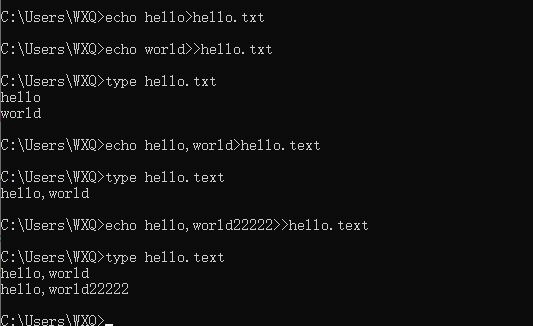 C:\Users\WXQ>echo hello>hello.txt
C:\Users\WXQ>echo world>>hello.txt
C:\Users\WXQ>type hello.txt
hello
world
C:\Users\WXQ>echo hello,world>hello.text
C:\Users\WXQ>type hello.text
hello,world
C:\Users\WXQ>echo hello,world22222>>hello.text
C:\Users\WXQ>type hello.text
hello,world
hello,world22222
C:\Users\WXQ>_